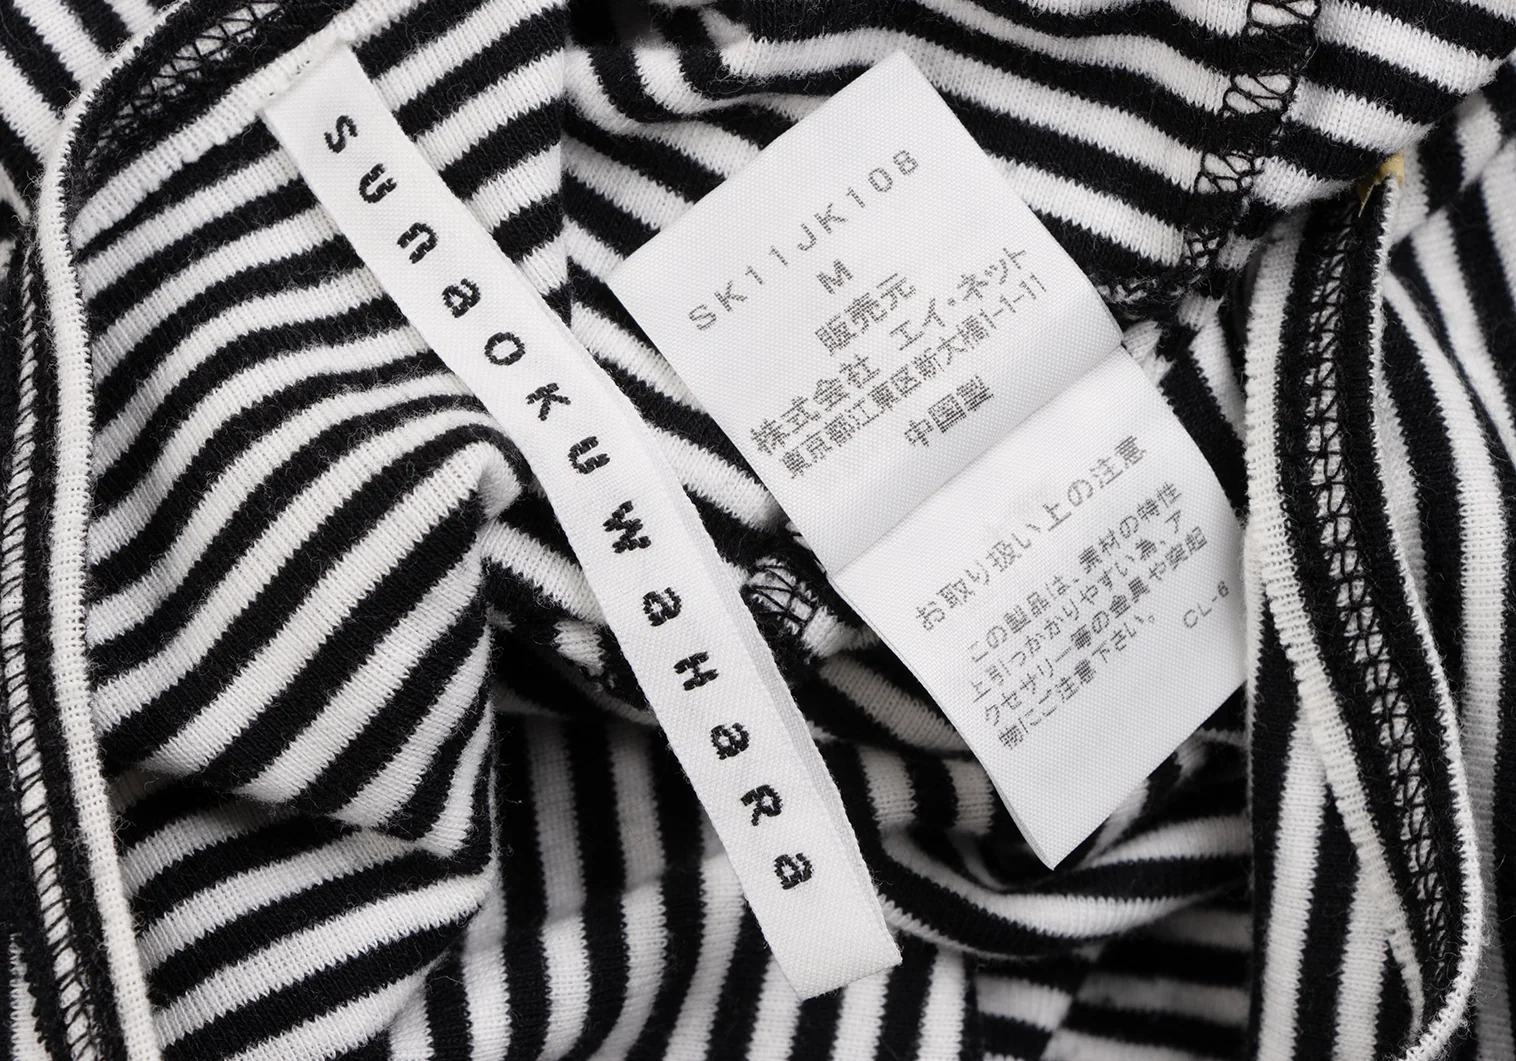 sunaoKuwaHaRa
SK11JK108
M
販売元
株式会社 エイ・ネット
東京都江東区新大橋1-1-11
中国製
お取り扱い上の注意
この製品は、素材の特性
上引っかかりやすい為、ア
クセサリー等の金具や突起
物にご注意下さい。
CL-6